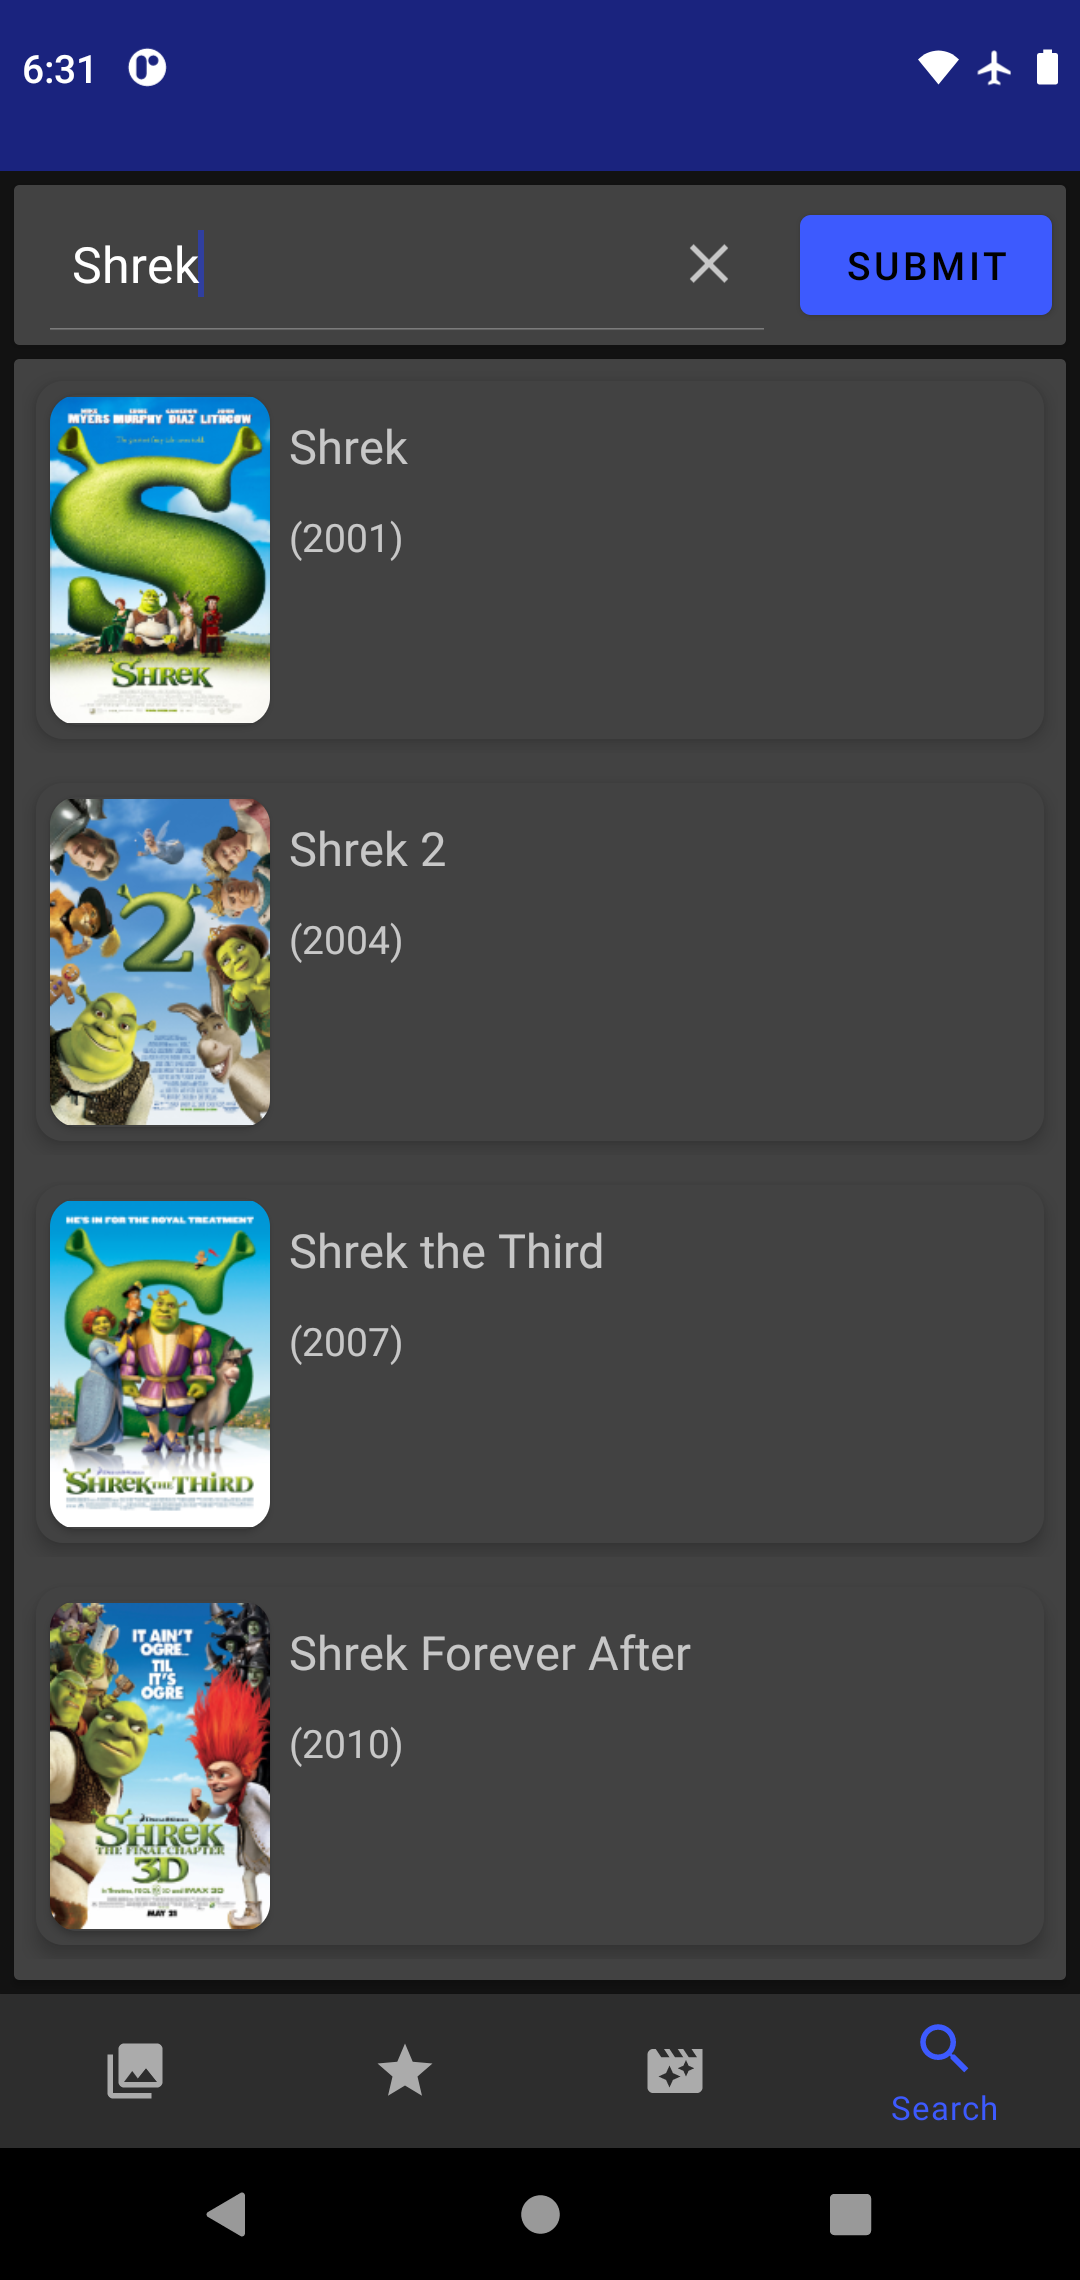 6:31
Shrek
SUBMIT
MYERS MURPHY DIAZ LITHGOW
SHREK
Shrek
(2001)
2
Shrek 2
(2004)
HE'S IN FOR THE ROYAL TREATMENT
SHREK THE THIRD
Shrek the Third
(2007)
IT AIN'T
OGRE...
TIL
IT'S
OGRE
SHREK
THE FINAL CHAPTER
3D
MAY 21
Shrek Forever After
(2010)
Search